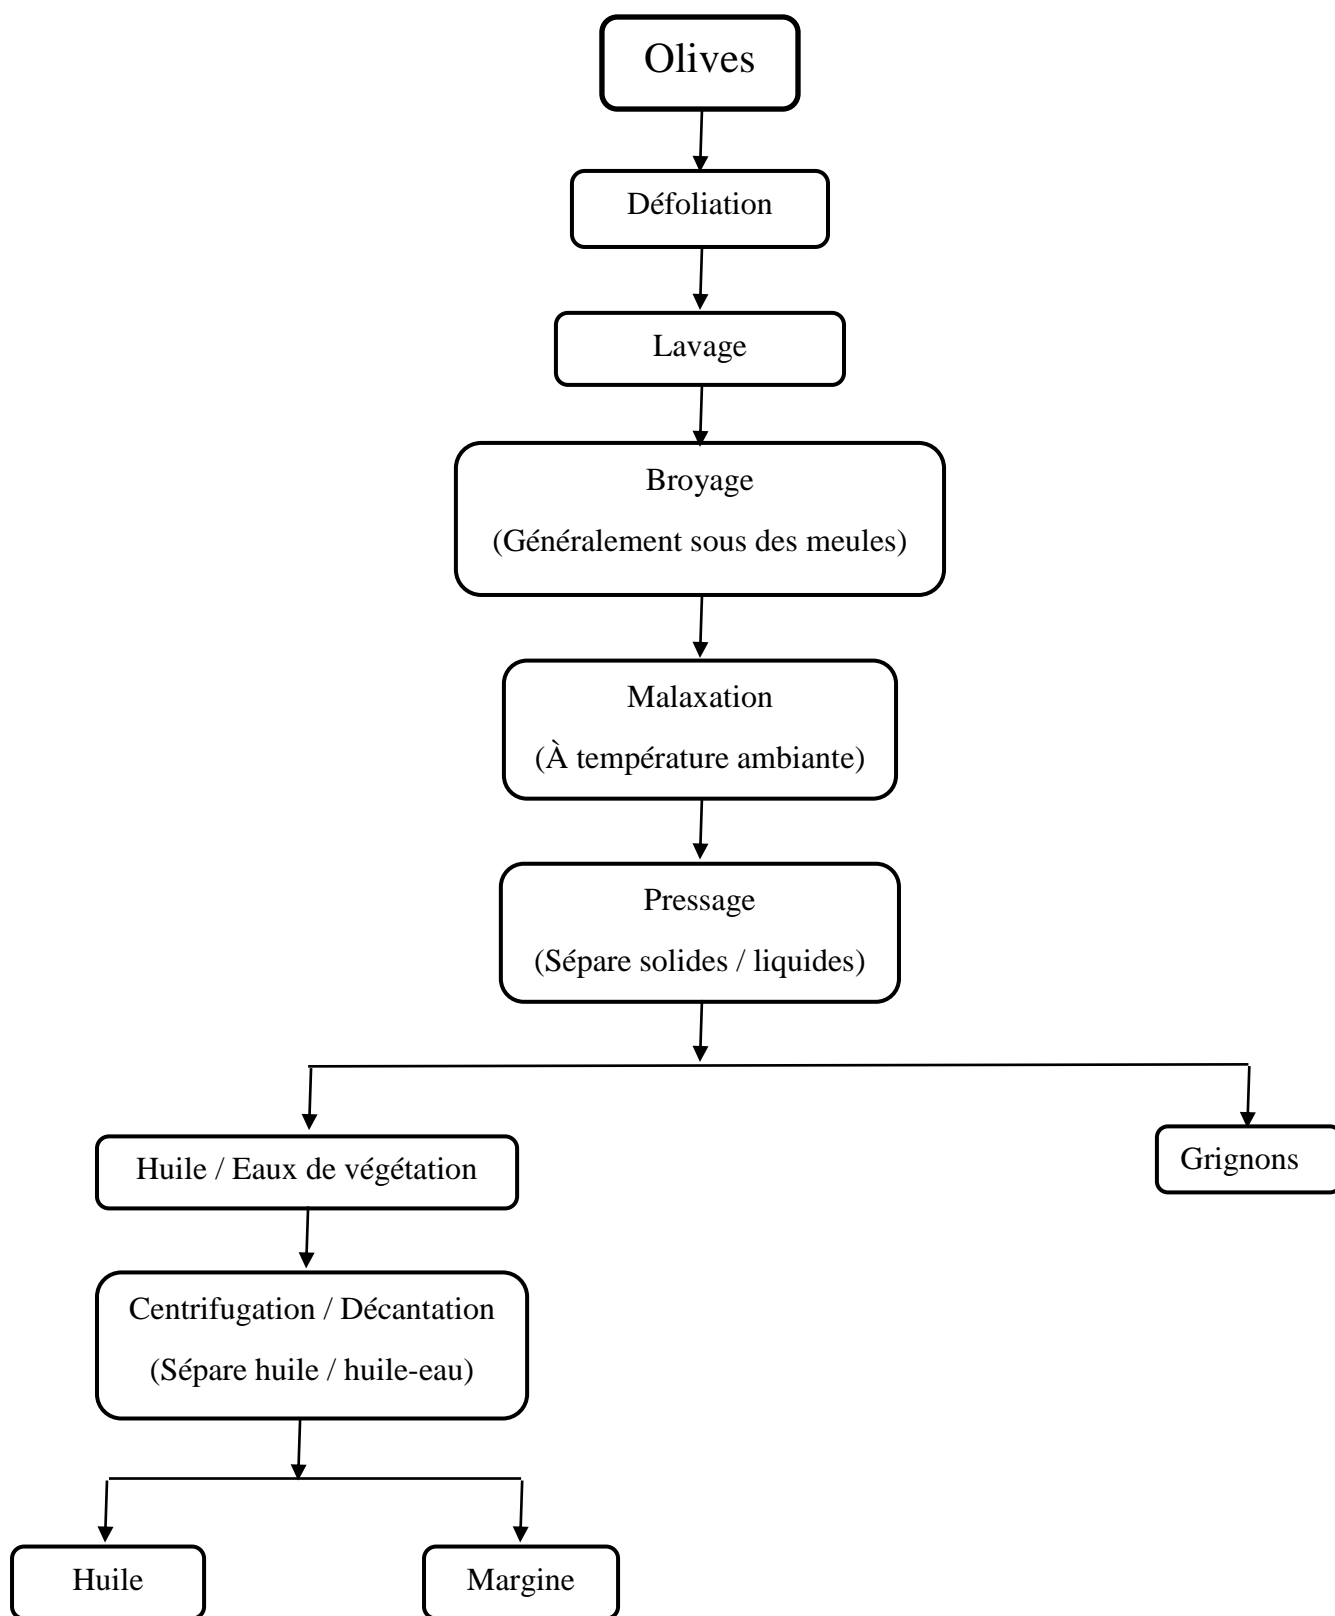 Olives
Défoliation
Lavage
Broyage
(Généralement sous des meules)
Malaxation
(À température ambiante)
Pressage
(Sépare solides / liquides)
Huile / Eaux de végétation
Grignons
Centrifugation / Décantation
(Sépare huile / huile-eau)
Huile
Margine